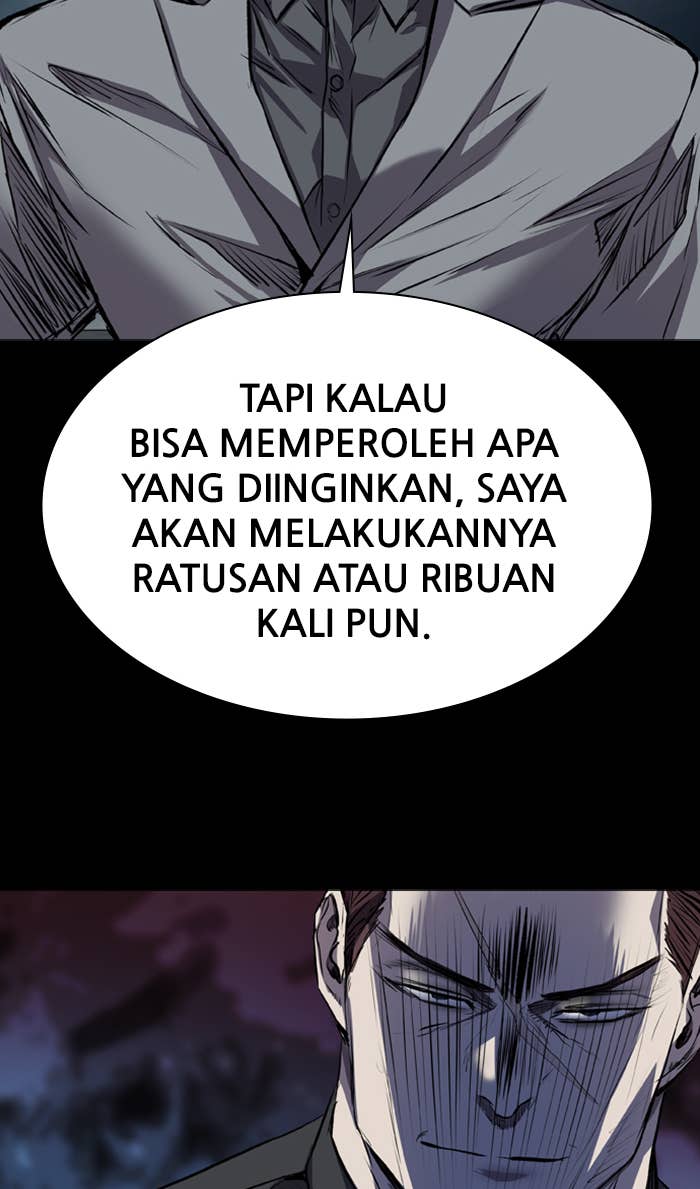 TAPI KALAU
BISA MEMPEROLEH APA
YANG DIINGINKAN, SAYA
AKAN MELAKUKANNYA
RATUSAN ATAU RIBUAN
KALI PUN.